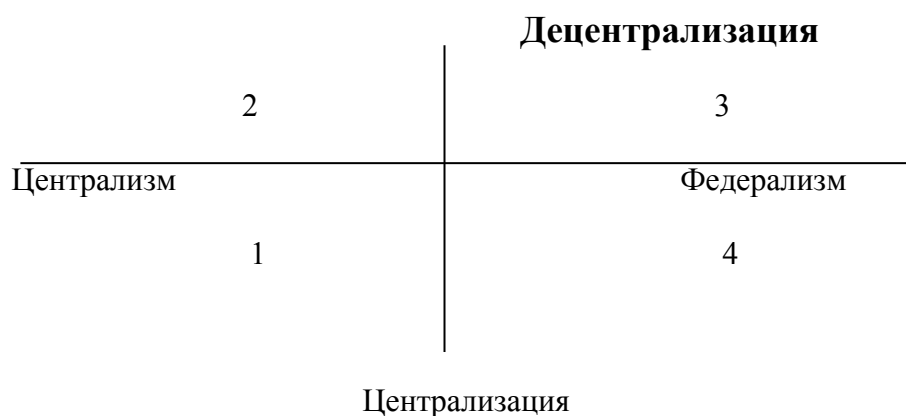 Децентрализация
2 3
Централизм Федерализм
1 4
Централизация